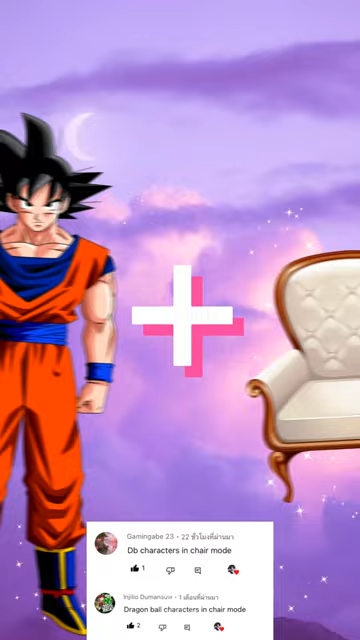 Gamingabe 23 • 22 ชั่วโมงที่ผ่านมา
Db characters in chair mode
1
Injilio Dumansuw • 1 เดือนที่ผ่านมา
Dragon ball characters in chair mode
2